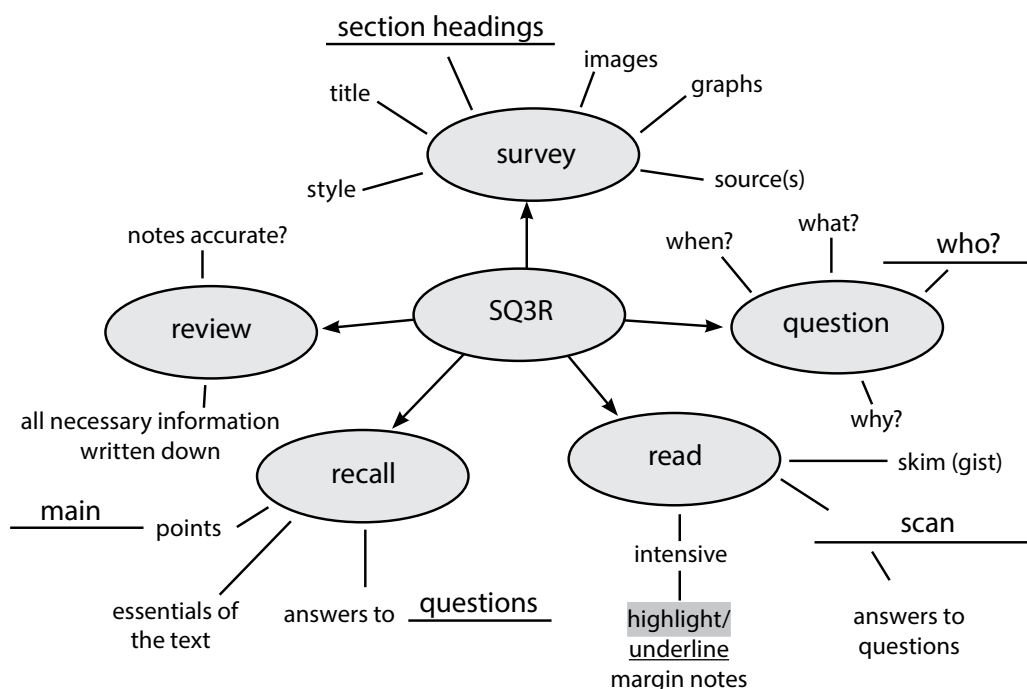 section headings
images
title
graphs
survey
style
source(s)
notes accurate?
when?
what?
who?
review
SQ3R
question
all necessary information
written down
why?
recall
read
skim (gist)
main points
scan
intensive
essentials of
the text
answers to questions
highlight/
underline
margin notes
answers to
questions